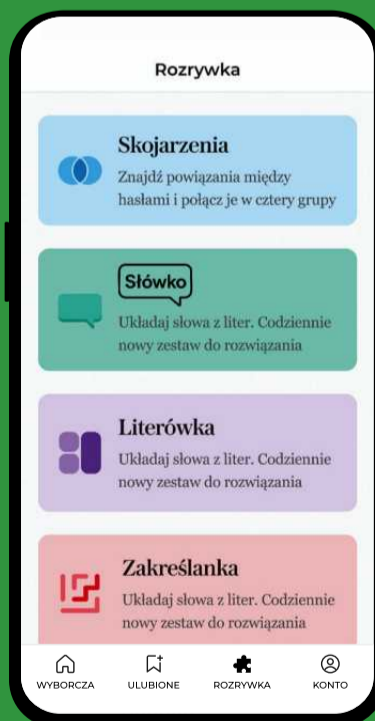 Rozrywka
Skojarzenia
Znajdź powiązania między
hasłami i połącz je w cztery grupy
Słówko
Układaj słowa z liter. Codziennie
nowy zestaw do rozwiązania
Literówka
Układaj słowa z liter. Codziennie
nowy zestaw do rozwiązania
Zakreślanka
Układaj słowa z liter. Codziennie
nowy zestaw do rozwiązania
WYBORCZA ULUBIONE ROZRYWKA KONTO